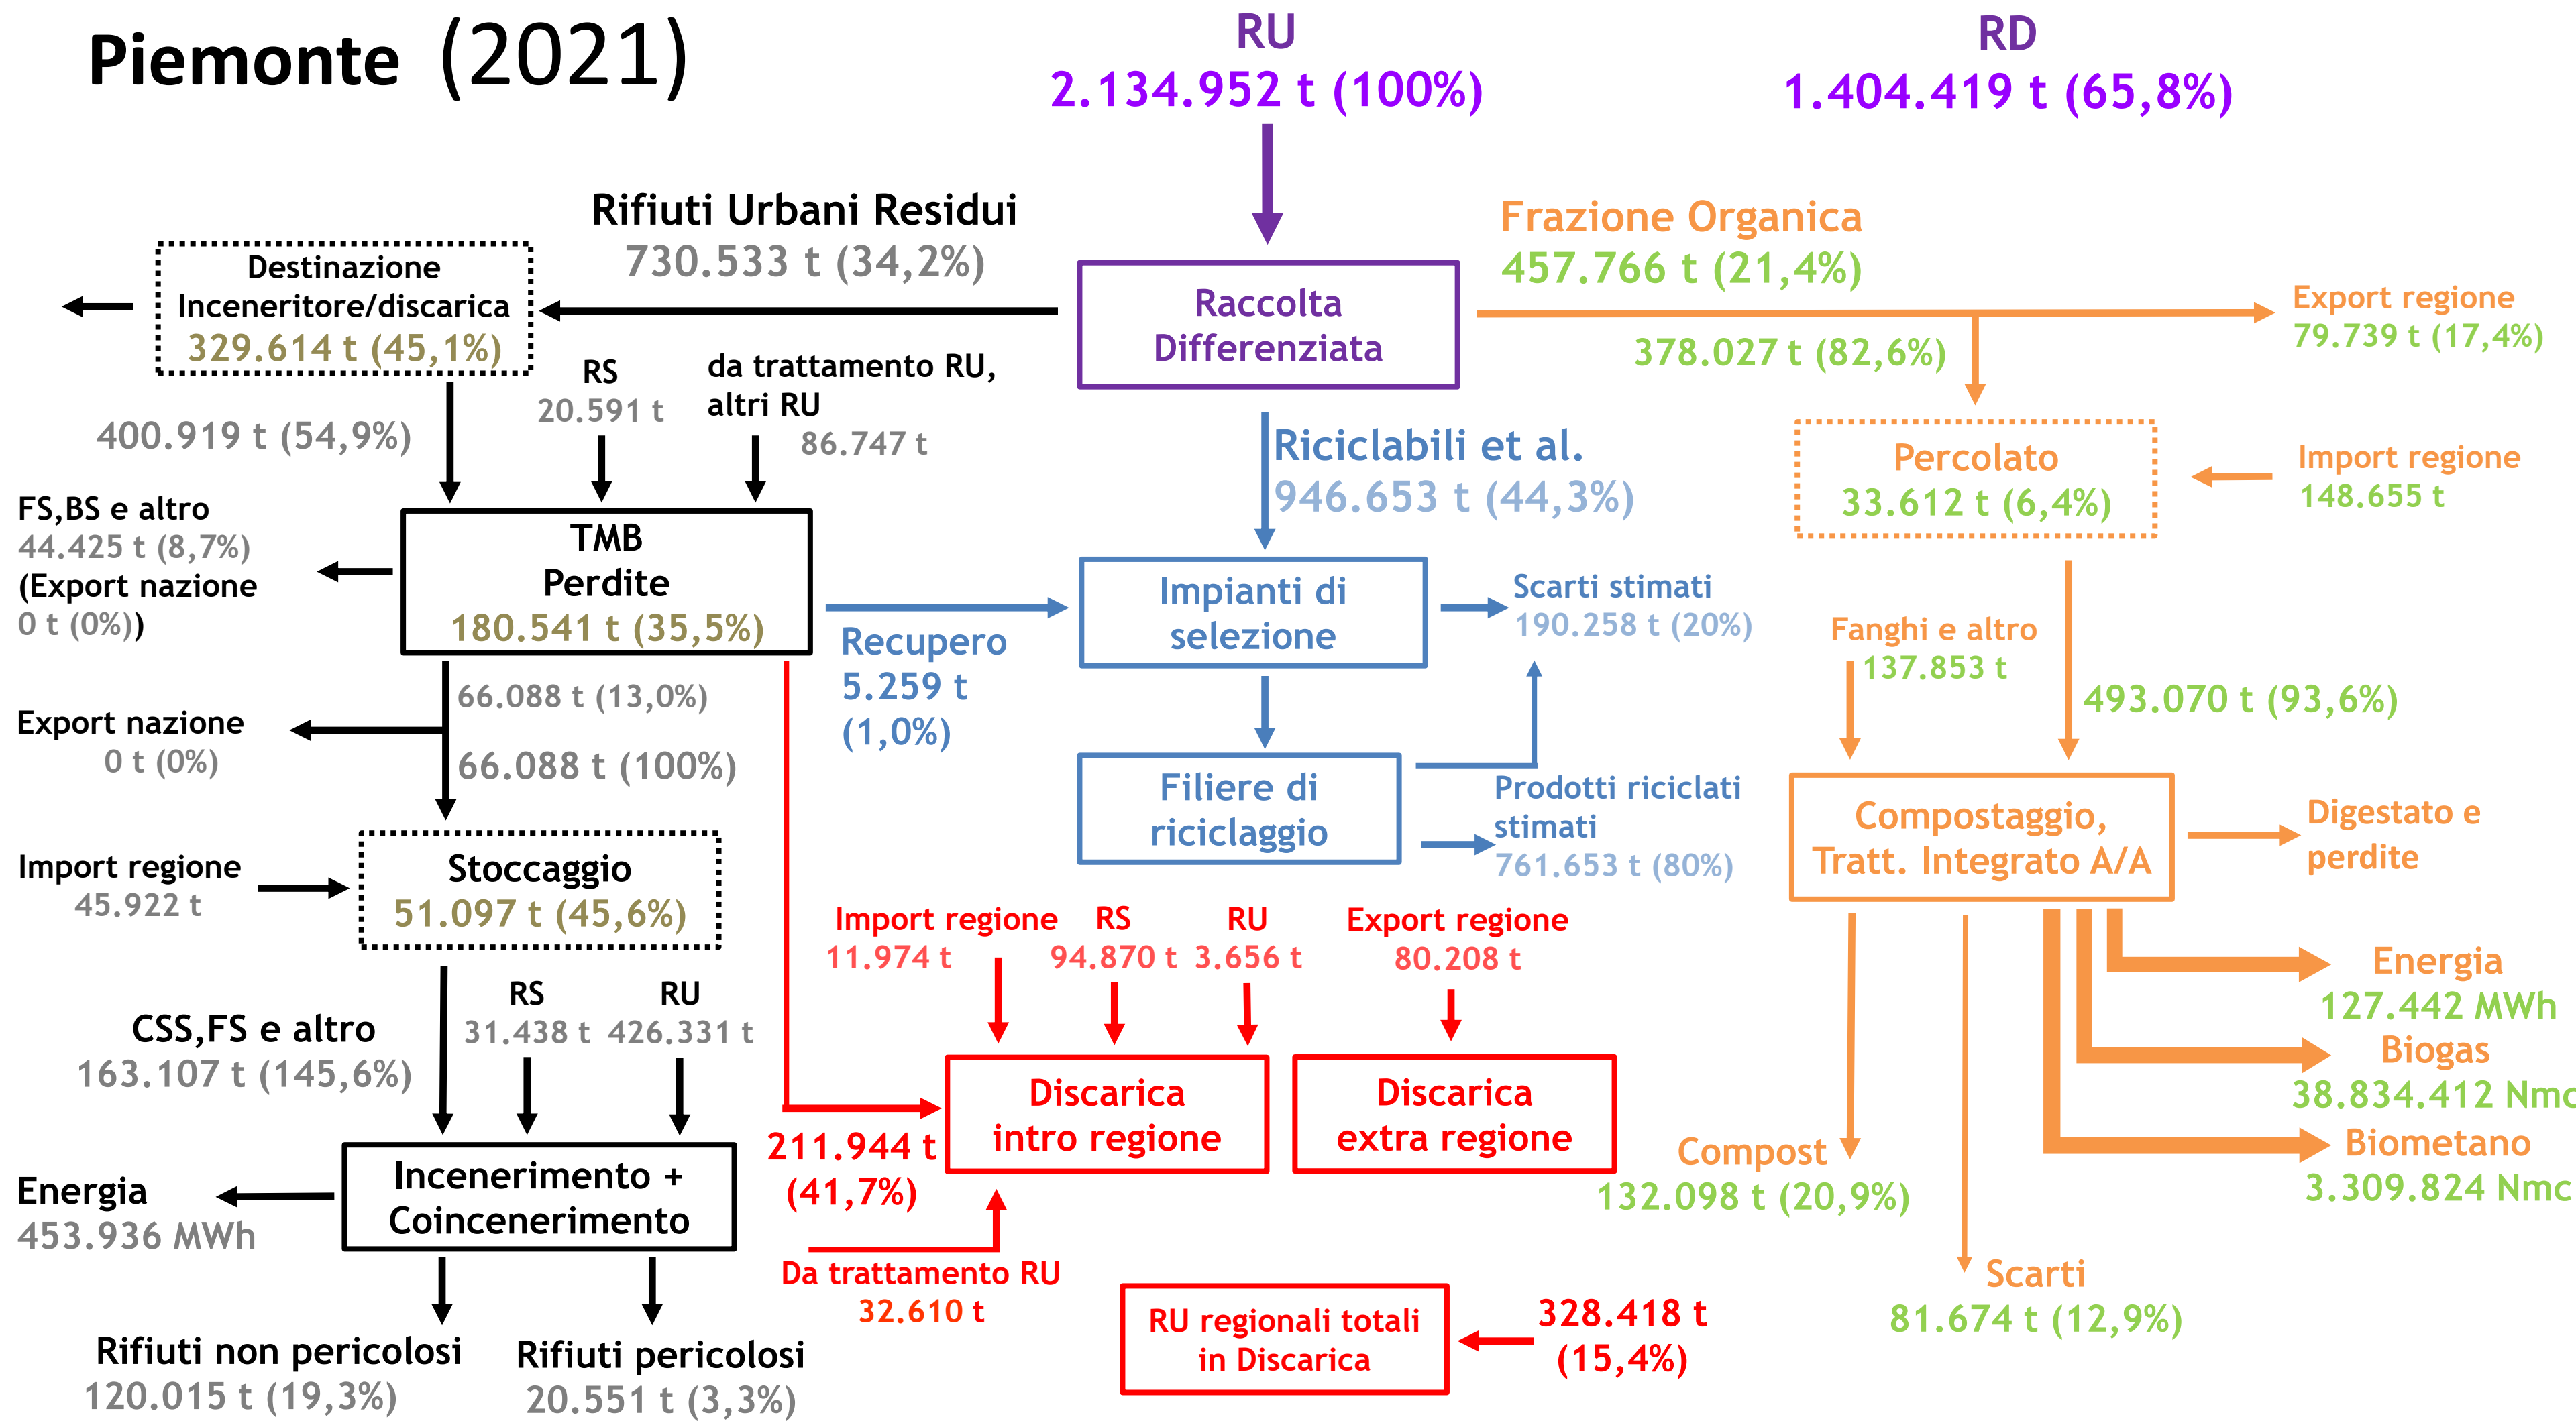 Piemonte (2021)
RU
2.134.952 t (100%)
RD
1.404.419 t (65,8%)
Rifiuti Urbani Residui
730.533 t (34,2%)
Destinazione
Inceneritore/discarica
329.614 t (45,1%)
Raccolta
Differenziata
Frazione Organica
457.766 t (21,4%)
378.027 t (82,6%)
Export regione
79.739 t (17,4%)
400.919 t (54,9%)
RS
20.591 t
da trattamento RU,
altri RU
86.747 t
Riciclabili et al.
946.653 t (44,3%)
Percolato
33.612 t (6,4%)
Import regione
148.655 t
FS,BS e altro
44.425 t (8,7%)
(Export nazione
0 t (0%))
TMB
Perdite
180.541 t (35,5%)
Recupero
5.259 t
(1,0%)
Impianti di
selezione
Scarti stimati
190.258 t (20%)
Fanghi e altro
137.853 t
493.070 t (93,6%)
66.088 t (13,0%)
Export nazione
0 t (0%)
66.088 t (100%)
Filiere di
riciclaggio
Prodotti riciclati
stimati
761.653 t (80%)
Compostaggio,
Tratt. Integrato A/A
Digestato e
perdite
Import regione
45.922 t
Stoccaggio
51.097 t (45,6%)
Import regione
11.974 t
RS
94.870 t
RU
3.656 t
Export regione
80.208 t
Energia
127.442 MWh
Biogas
38.834.412 Nmc
Biometano
3.309.824 Nmc
CSS,FS e altro
163.107 t (145,6%)
RS
31.438 t
RU
426.331 t
Discarica
intro regione
Discarica
extra regione
211.944 t
(41,7%)
Compost
132.098 t (20,9%)
Energia
453.936 MWh
Incenerimento +
Coincenerimento
Da trattamento RU
32.610 t
Scarti
81.674 t (12,9%)
RU regionali totali
in Discarica
328.418 t
(15,4%)
Rifiuti non pericolosi
120.015 t (19,3%)
Rifiuti pericolosi
20.551 t (3,3%)